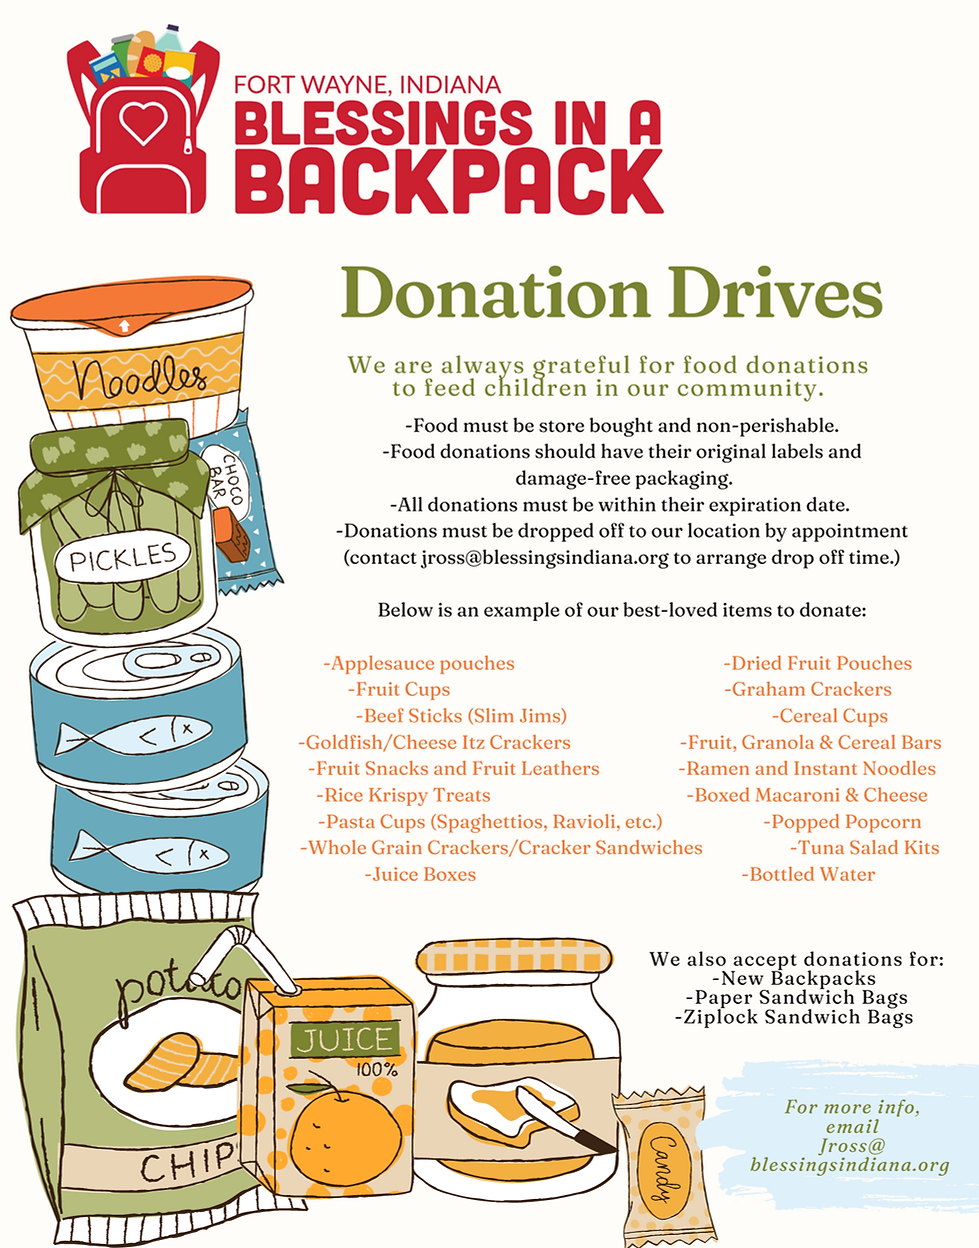 FORT WAYNE, INDIANA
BLESSINGS IN A
BACKPACK
Donation Drives
We are always grateful for food donations
to feed children in our community.
-Food must be store bought and non-perishable.
-Food donations should have their original labels and
damage-free packaging.
-All donations must be within their expiration date.
-Donations must be dropped off to our location by appointment
(contact jross@blessingsindiana.org to arrange drop off time.)
Below is an example of our best-loved items to donate:
-Applesauce pouches
-Fruit Cups
-Beef Sticks (Slim Jims)
-Goldfish/Cheese Itz Crackers
-Fruit Snacks and Fruit Leathers
-Rice Krispy Treats
-Pasta Cups (Spaghettios, Ravioli, etc.)
-Whole Grain Crackers/Cracker Sandwiches
-Juice Boxes
-Dried Fruit Pouches
-Graham Crackers
-Cereal Cups
-Fruit, Granola & Cereal Bars
-Ramen and Instant Noodles
-Boxed Macaroni & Cheese
-Popped Popcorn
-Tuna Salad Kits
-Bottled Water
We also accept donations for:
-New Backpacks
-Paper Sandwich Bags
-Ziplock Sandwich Bags
For more info,
email
Jross@
blessingsindiana.org
Noodles
CHOCO
BAR
PICKLES
potato
CHIP
JUICE
100%
Candy